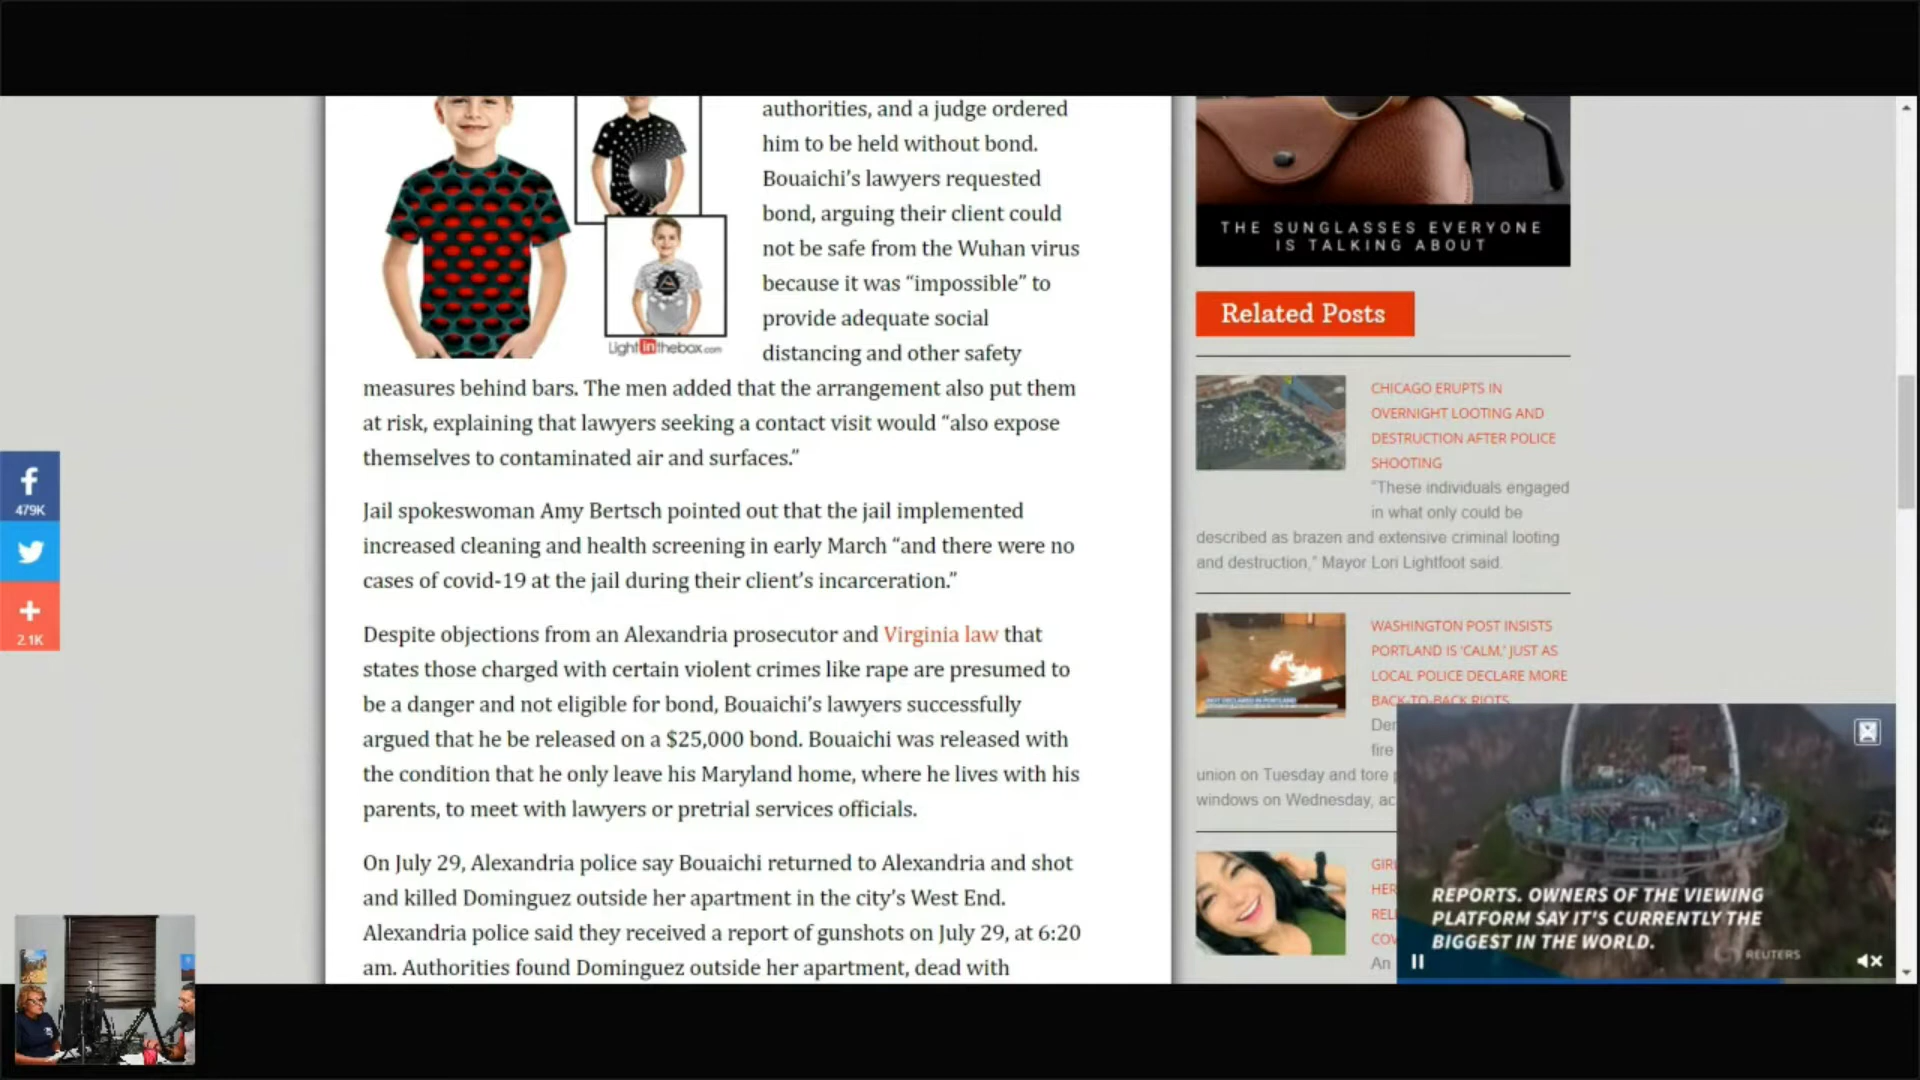 authorities, and a judge ordered
him to be held without bond.
Bouaichi’s lawyers requested
bond, arguing their client could
not be safe from the Wuhan virus
because it was “impossible” to
provide adequate social
distancing and other safety
measures behind bars. The men added that the arrangement also put them
at risk, explaining that lawyers seeking a contact visit would “also expose
themselves to contaminated air and surfaces.”
Jail spokeswoman Amy Bertsch pointed out that the jail implemented
increased cleaning and health screening in early March “and there were no
cases of covid-19 at the jail during their client’s incarceration.”
Despite objections from an Alexandria prosecutor and Virginia law that
states those charged with certain violent crimes like rape are presumed to
be a danger and not eligible for bond, Bouaichi’s lawyers successfully
argued that he be released on a $25,000 bond. Bouaichi was released with
the condition that he only leave his Maryland home, where he lives with his
parents, to meet with lawyers or pretrial services officials.
On July 29, Alexandria police say Bouaichi returned to Alexandria and shot
and killed Dominguez outside her apartment in the city’s West End.
Alexandria police said they received a report of gunshots on July 29, at 6:20
am. Authorities found Dominguez outside her apartment, dead with
Lightinthebox.com
479K
2.1K
THE SUNGLASSES EVERYONE
IS TALKING ABOUT
Related Posts
CHICAGO ERUPTS IN
OVERNIGHT LOOTING AND
DESTRUCTION AFTER POLICE
SHOOTING
“These individuals engaged
in what only could be
described as brazen and extensive criminal looting
and destruction,” Mayor Lori Lightfoot said.
WASHINGTON POST INSISTS
PORTLAND IS ‘CALM,’ JUST AS
LOCAL POLICE DECLARE MORE
BACK-TO-BACK RIOTS
Der
fire
union on Tuesday and tore
windows on Wednesday, ac
GIRL
HER
REL
COV
An
REPORTS. OWNERS OF THE VIEWING
PLATFORM SAY IT'S CURRENTLY THE
BIGGEST IN THE WORLD.
REUTERS